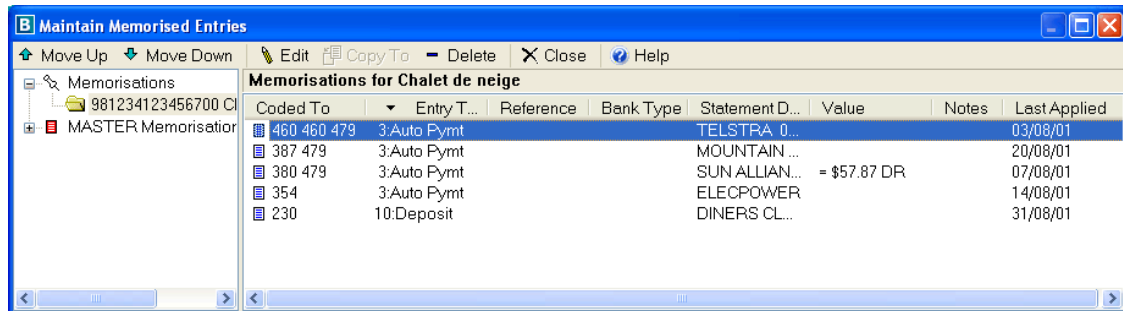 B Maintain Memorised Entries
Move Up Move Down Edit Copy To Delete Close Help
Memorisations
981234123456700 Cl
MASTER Memorisation
Memorisations for Chalet de neige
Coded To Entry T... Reference Bank Type Statement D... Value Notes Last Applied
460 460 479 3:Auto Pymt TELSTRA 0... 03/08/01
387 479 3:Auto Pymt MOUNTAIN ... 20/08/01
380 479 3:Auto Pymt SUN ALLIAN... = $57.87 DR 07/08/01
354 3:Auto Pymt ELECPOWER 14/08/01
230 10:Deposit DINERS CL... 31/08/01